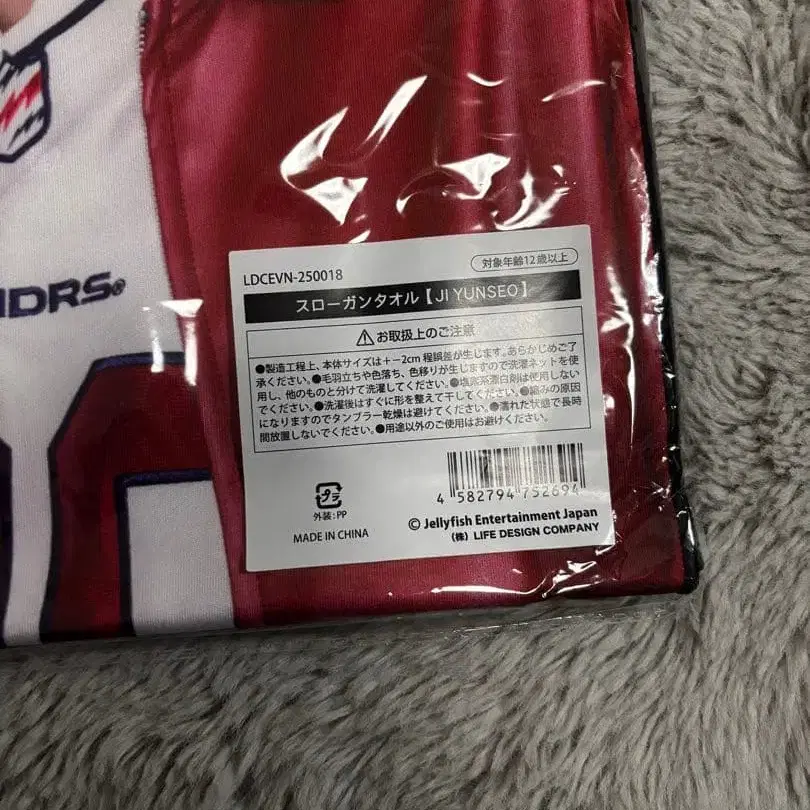 NDRS®
LDCEVN-250018
対象年齢12歳以上
スローガンタオル【JI YUNSEO】
お取扱上のご注意
●製造工程上、本体サイズは+−2cm 程誤差が生じます。あらかじめご了
承ください。●毛羽立ちや色落ち、色移りが生じますので洗濯ネットを使
用し、他のものと分けて洗濯してください。●塩素系漂白剤は使用しない
でください。●洗濯後はすぐに形を整えて干してください。●縮みの原因
になりますのでタンブラー乾燥は避けてください。●濡れた状態で長時
間放置しないでください。●用途以外のご使用はお避けください。
4 582794 752694
プラ
外装:PP
MADE IN CHINA
© Jellyfish Entertainment Japan
(株) LIFE DESIGN COMPANY